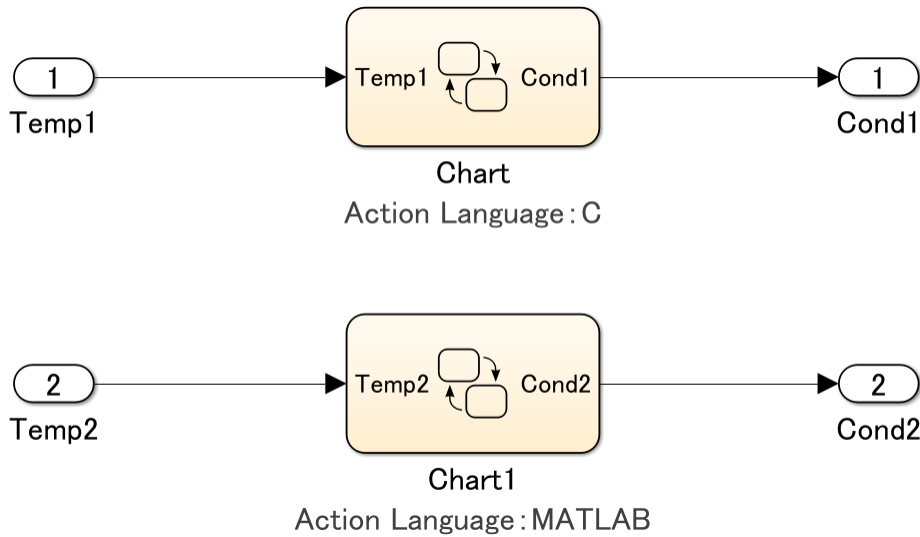 1
Temp1
Temp1 Cond1
1
Cond1
Chart
Action Language:C
2
Temp2
Temp2 Cond2
2
Cond2
Chart1
Action Language:MATLAB